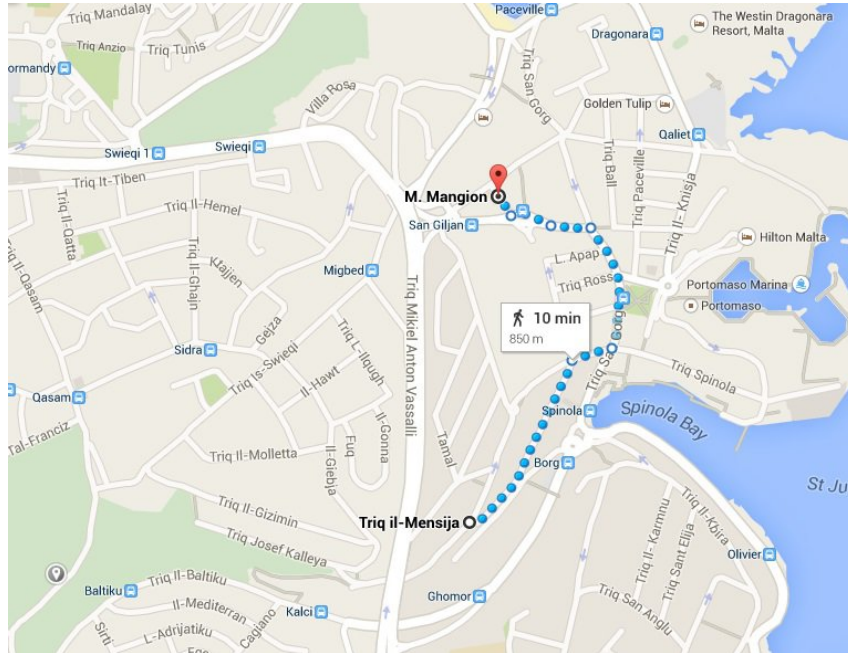 Triq Mandalay
Triq Anzio
Triq Tunis
ormandy
Paceville
Dragonara
The Westin Dragonara
Resort, Malta
Villa Rosa
Triq San Gorg
Golden Tulip
Swieqi 1
Swieqi
Qaliet
Triq It-Tiben
Triq Ball
Triq Paceville
Triq Il- Knisja
M. Mangion
Triq Il-Hemel
Triq Il-Qatta
San Giljan
Hilton Malta
Triq Il-Qasam
Triq Il-Ghajn
Kfajjen
L. Apap
Migbed
Triq Ross
Portomaso Marina
Portomaso
Gejza
Triq Mikiel Anton Vassalli
10 min
850 m
Triq San Gorg
Sidra
Triq L-Ilqugh
Triq Is-Swieqi
Il-Hawt
Triq Spinola
Qasam
Il-Gonna
Spinola
Spinola Bay
Tal-Franciz
Fuq
Il-Giebja
Tamal
Triq Il-Molletta
Borg
St Ju
Triq Il-Gizimin
Triq il-Mensija
Triq Il-Kbira
Triq Il- Karmnu
Triq Sant Elija
Triq Josef Kalleya
Olivier
Baltiku
Triq Il-Baltiku
Ghomor
Il-Mediterran
Kalci
Triq San Anglu
Cagiano
Sirti
L-Adrijatiku